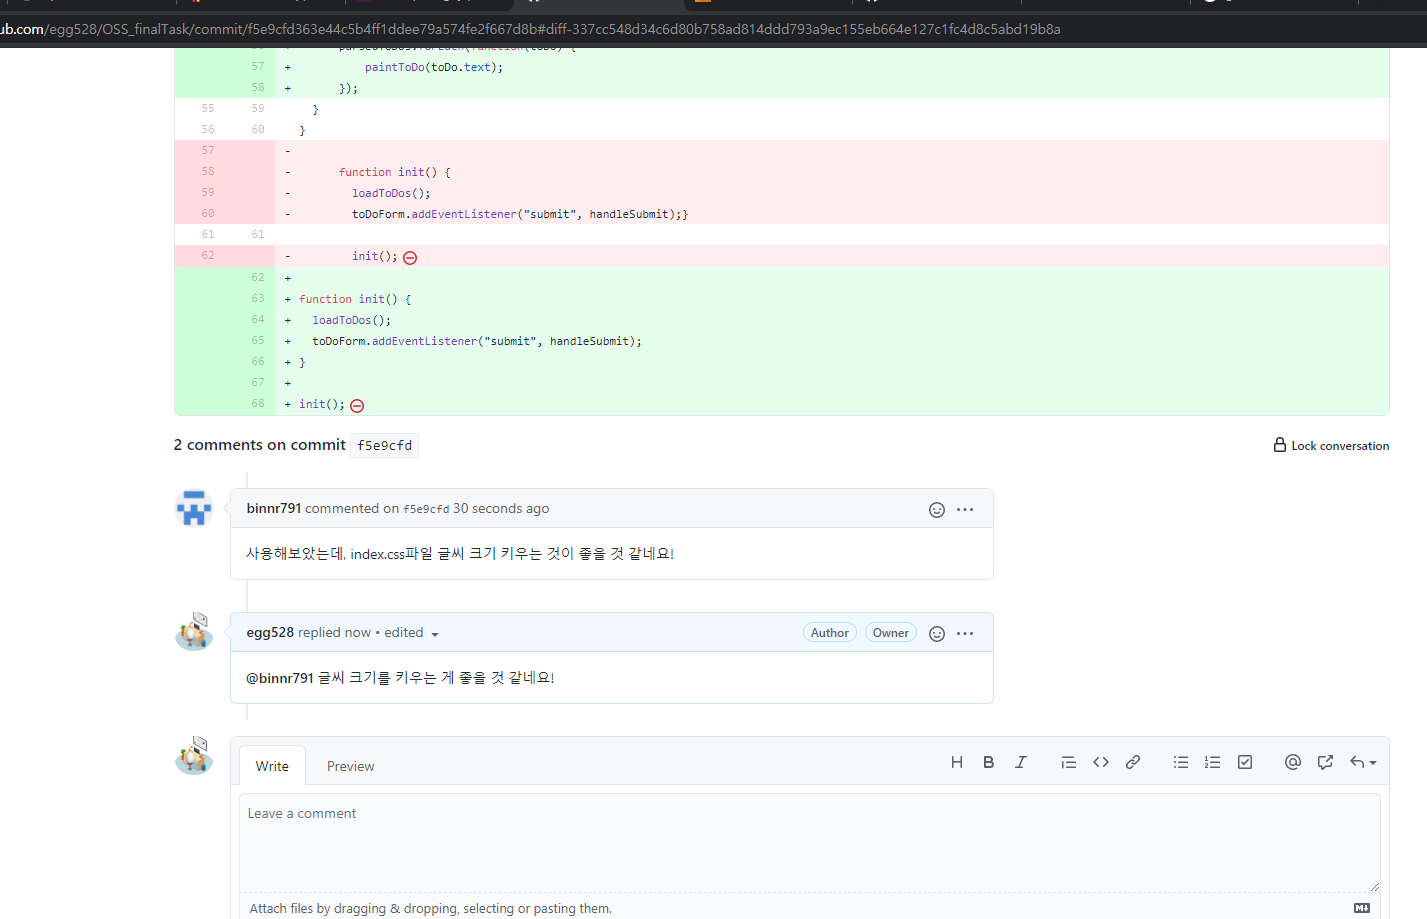 ub.com/egg528/OSS_finalTask/commit/f5e9cfd363e44c5b4ff1ddee79a574fe2f667d8b#diff-337cc548d34c6d80b758ad814ddd793a9ec155eb664e127c1fc4d8c5abd19b8a
57 + paintToDo(toDo.text);
58 + });
55 59 }
56 60 }
57 -
58 - function init() {
59 - loadToDos();
60 - toDoForm.addEventListener("submit", handleSubmit);}
61 61
62 - init();
62 +
63 + function init() {
64 + loadToDos();
65 + toDoForm.addEventListener("submit", handleSubmit);
66 + }
67 +
68 + init();
2 comments on commit f5e9cfd
Lock conversation
binnr791 commented on f5e9cfd 30 seconds ago
사용해보았는데, index.css파일 글씨 크기 키우는 것이 좋을 것 같네요!
egg528 replied now • edited
Author Owner
@binnr791 글씨 크기를 키우는 게 좋을 것 같네요!
Write Preview
Leave a comment
Attach files by dragging & dropping, selecting or pasting them.